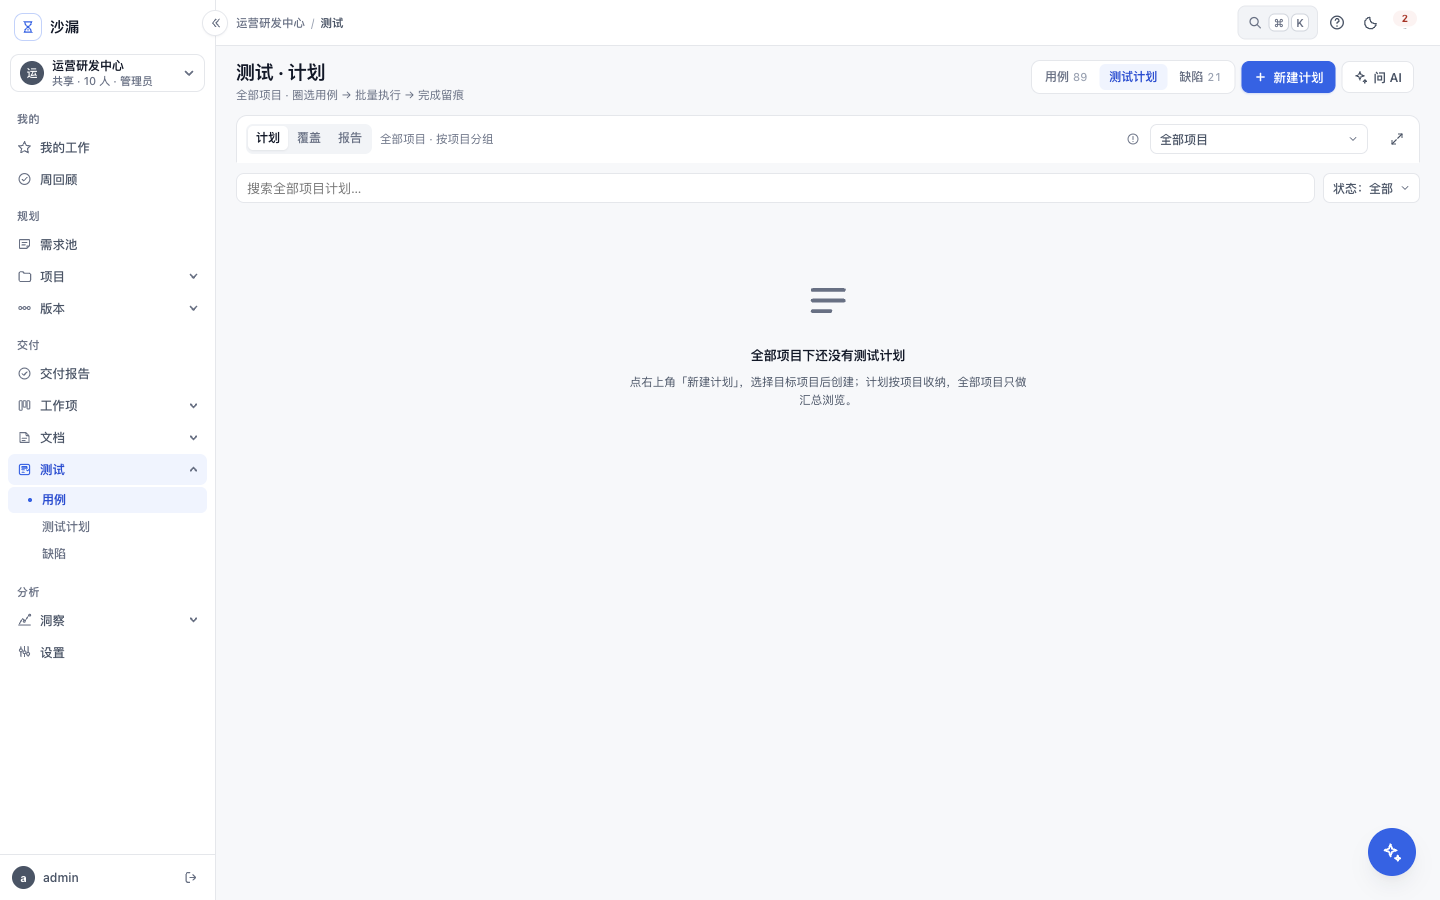 沙漏
运
运营研发中心
共享 · 10 人 · 管理员
我的
我的工作
周回顾
规划
需求池
项目
版本
交付
交付报告
工作项
文档
测试
用例
测试计划
缺陷
分析
洞察
设置
a
admin
运营研发中心 / 测试
⌘ K
2
测试 · 计划
全部项目 · 圈选用例 → 批量执行 → 完成留痕
用例 89
测试计划
缺陷 21
新建计划
问 AI
计划
覆盖
报告
全部项目 · 按项目分组
全部项目
搜索全部项目计划...
状态：全部
全部项目下还没有测试计划
点右上角「新建计划」，选择目标项目后创建；计划按项目收纳，全部项目只做
汇总浏览。